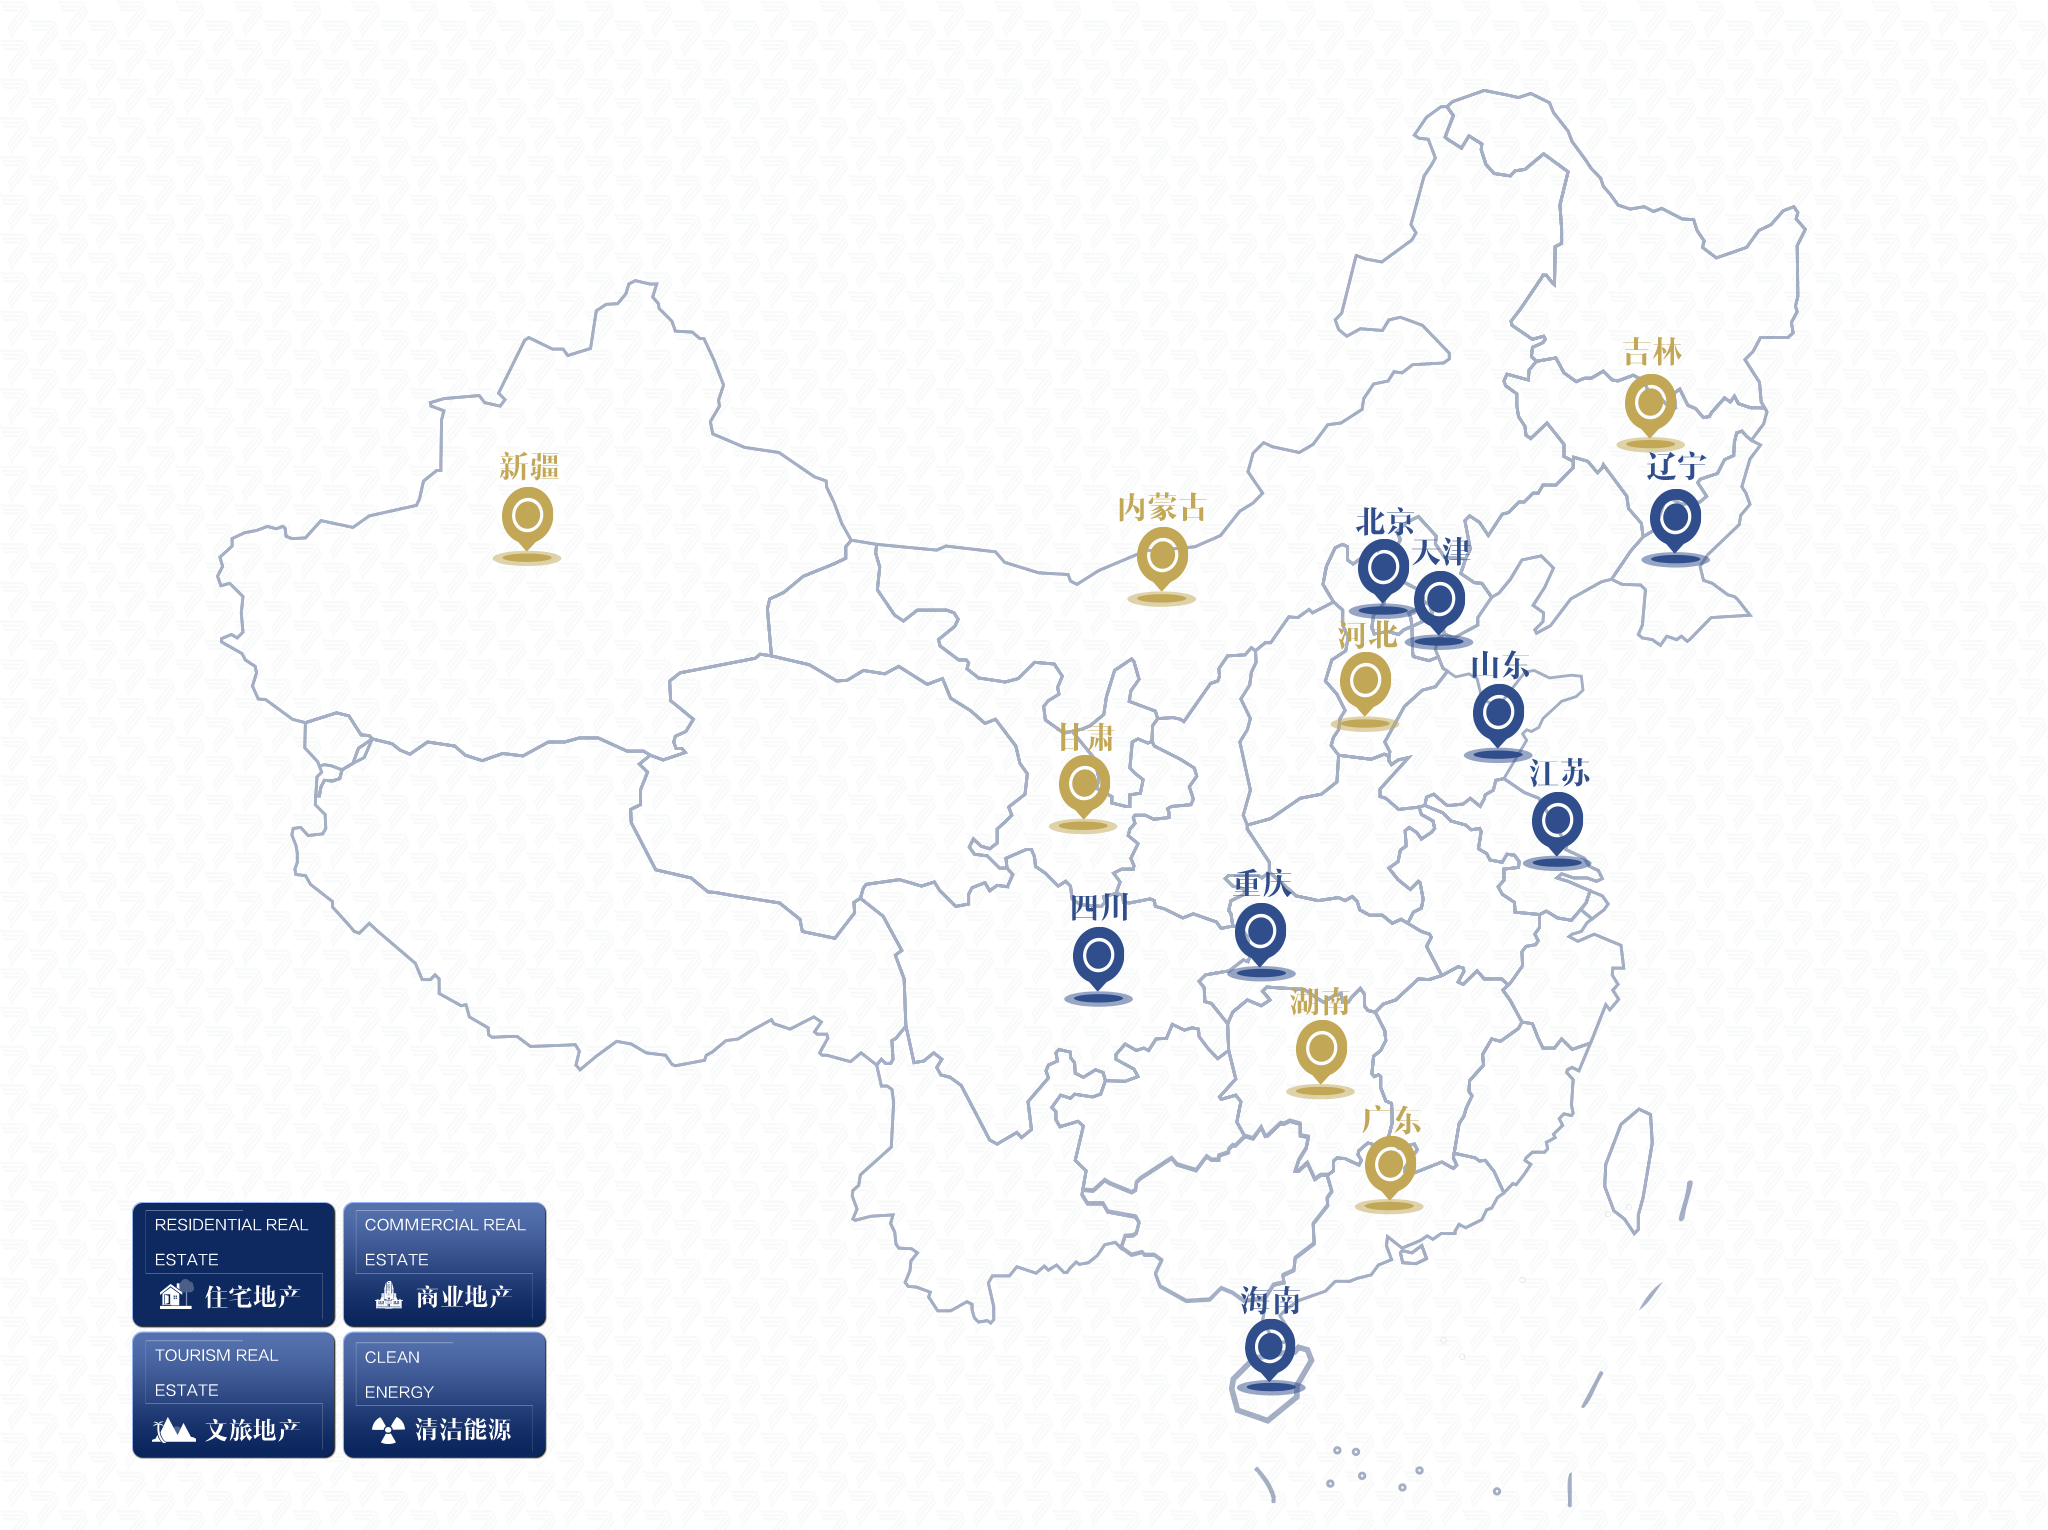 吉林
新疆
辽宁
内蒙古
北京
天津
河北
山东
甘肃
江苏
重庆
四川
湖南
广东
海南
RESIDENTIAL REAL
ESTATE
住宅地产
COMMERCIAL REAL
ESTATE
商业地产
TOURISM REAL
ESTATE
文旅地产
CLEAN
ENERGY
清洁能源